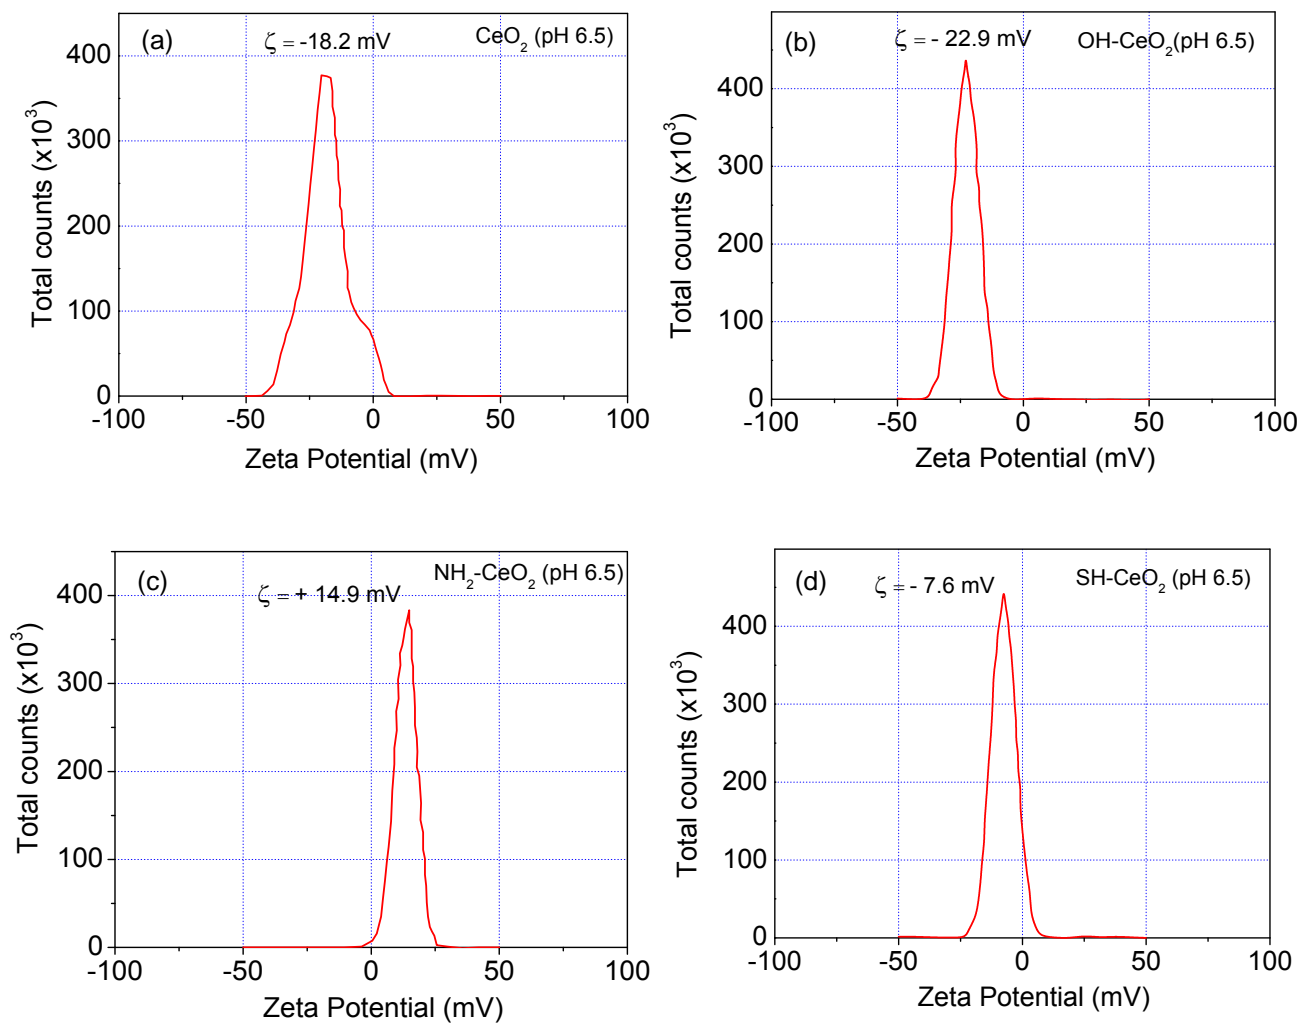 (a)
ζ = -18.2 mV
CeO₂ (pH 6.5)
Total counts (x10³)
400
300
200
100
0
-100
-50
0
50
100
Zeta Potential (mV)
(b)
ζ = - 22.9 mV
OH-CeO₂(pH 6.5)
Total counts (x10³)
400
300
200
100
0
-100
-50
0
50
100
Zeta Potential (mV)
(c)
ζ = + 14.9 mV
NH₂-CeO₂ (pH 6.5)
Total counts (x10³)
400
300
200
100
0
-100
-50
0
50
100
Zeta Potential (mV)
(d)
ζ = - 7.6 mV
SH-CeO₂ (pH 6.5)
Total counts (x10³)
400
300
200
100
0
-100
-50
0
50
100
Zeta Potential (mV)